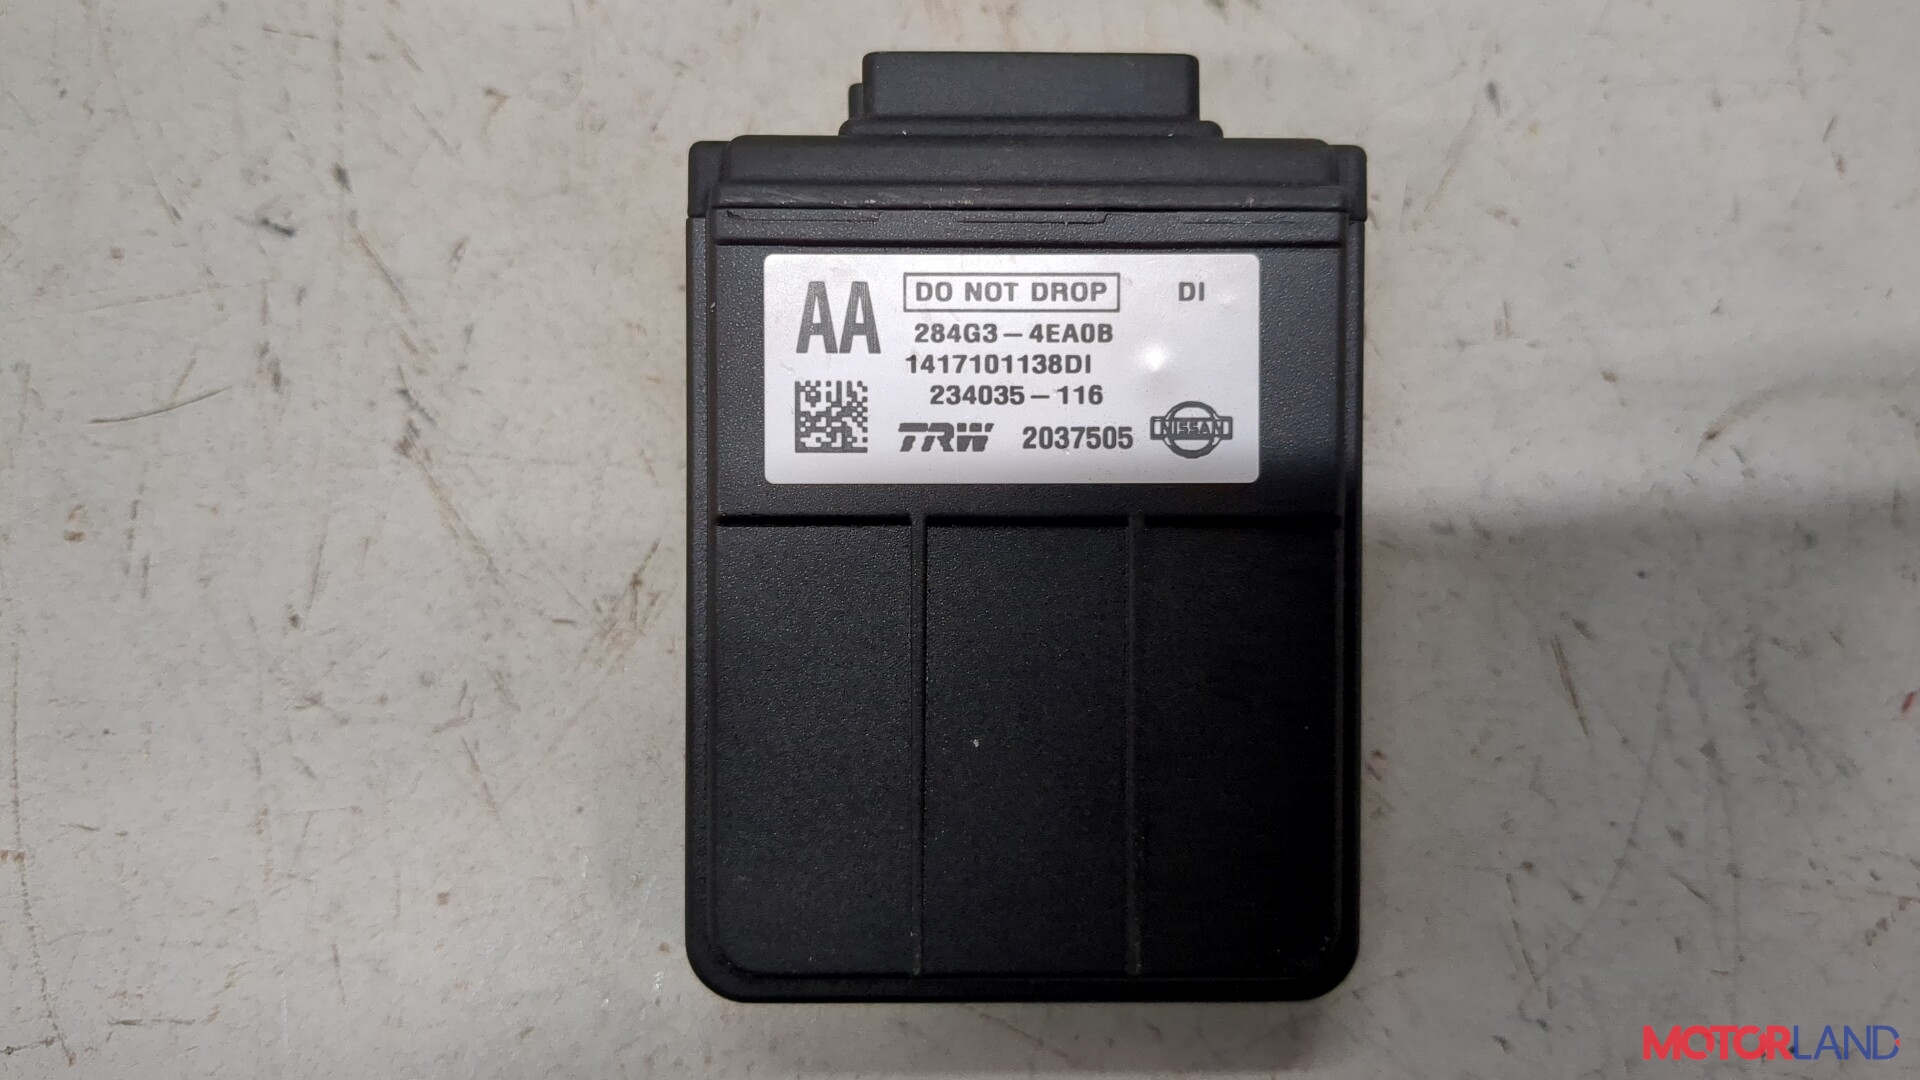 AA
DO NOT DROP
DI
284G3-4EA0B
1417101138DI
234035-116
TRW 2037505 NISSAN
MOTORLAND